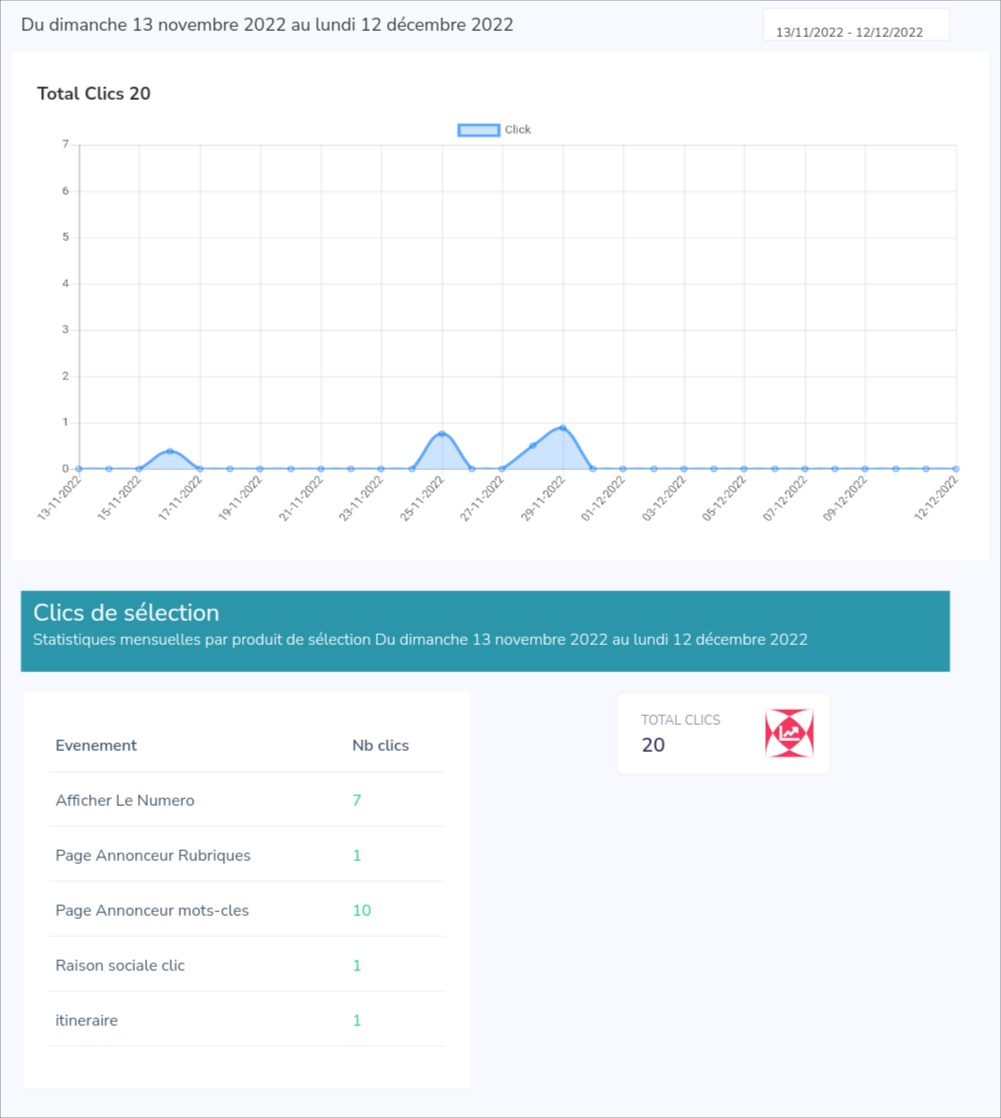 Du dimanche 13 novembre 2022 au lundi 12 décembre 2022
13/11/2022 - 12/12/2022
Total Clics 20
Click
7
6
5
4
3
2
1
0
13-11-2022
15-11-2022
17-11-2022
19-11-2022
21-11-2022
23-11-2022
25-11-2022
27-11-2022
29-11-2022
01-12-2022
03-12-2022
05-12-2022
07-12-2022
09-12-2022
12-12-2022
Clics de sélection
Statistiques mensuelles par produit de sélection Du dimanche 13 novembre 2022 au lundi 12 décembre 2022
Evenement Nb clics
Afficher Le Numero 7
Page Annonceur Rubriques 1
Page Annonceur mots-cles 10
Raison sociale clic 1
itineraire 1
TOTAL CLICS
20